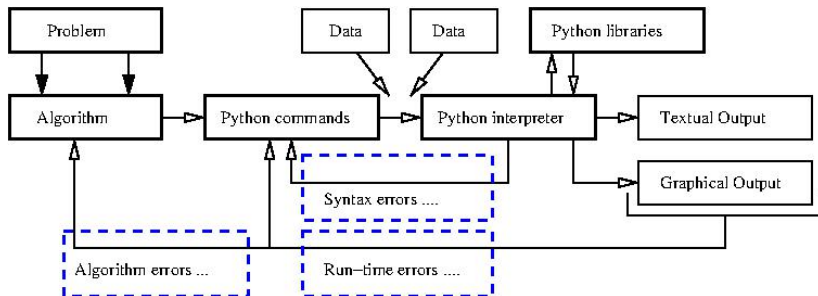 Problem
Data
Data
Python libraries
Algorithm
Python commands
Python interpreter
Textual Output
Graphical Output
Syntax errors ....
Algorithm errors ...
Run-time errors ....